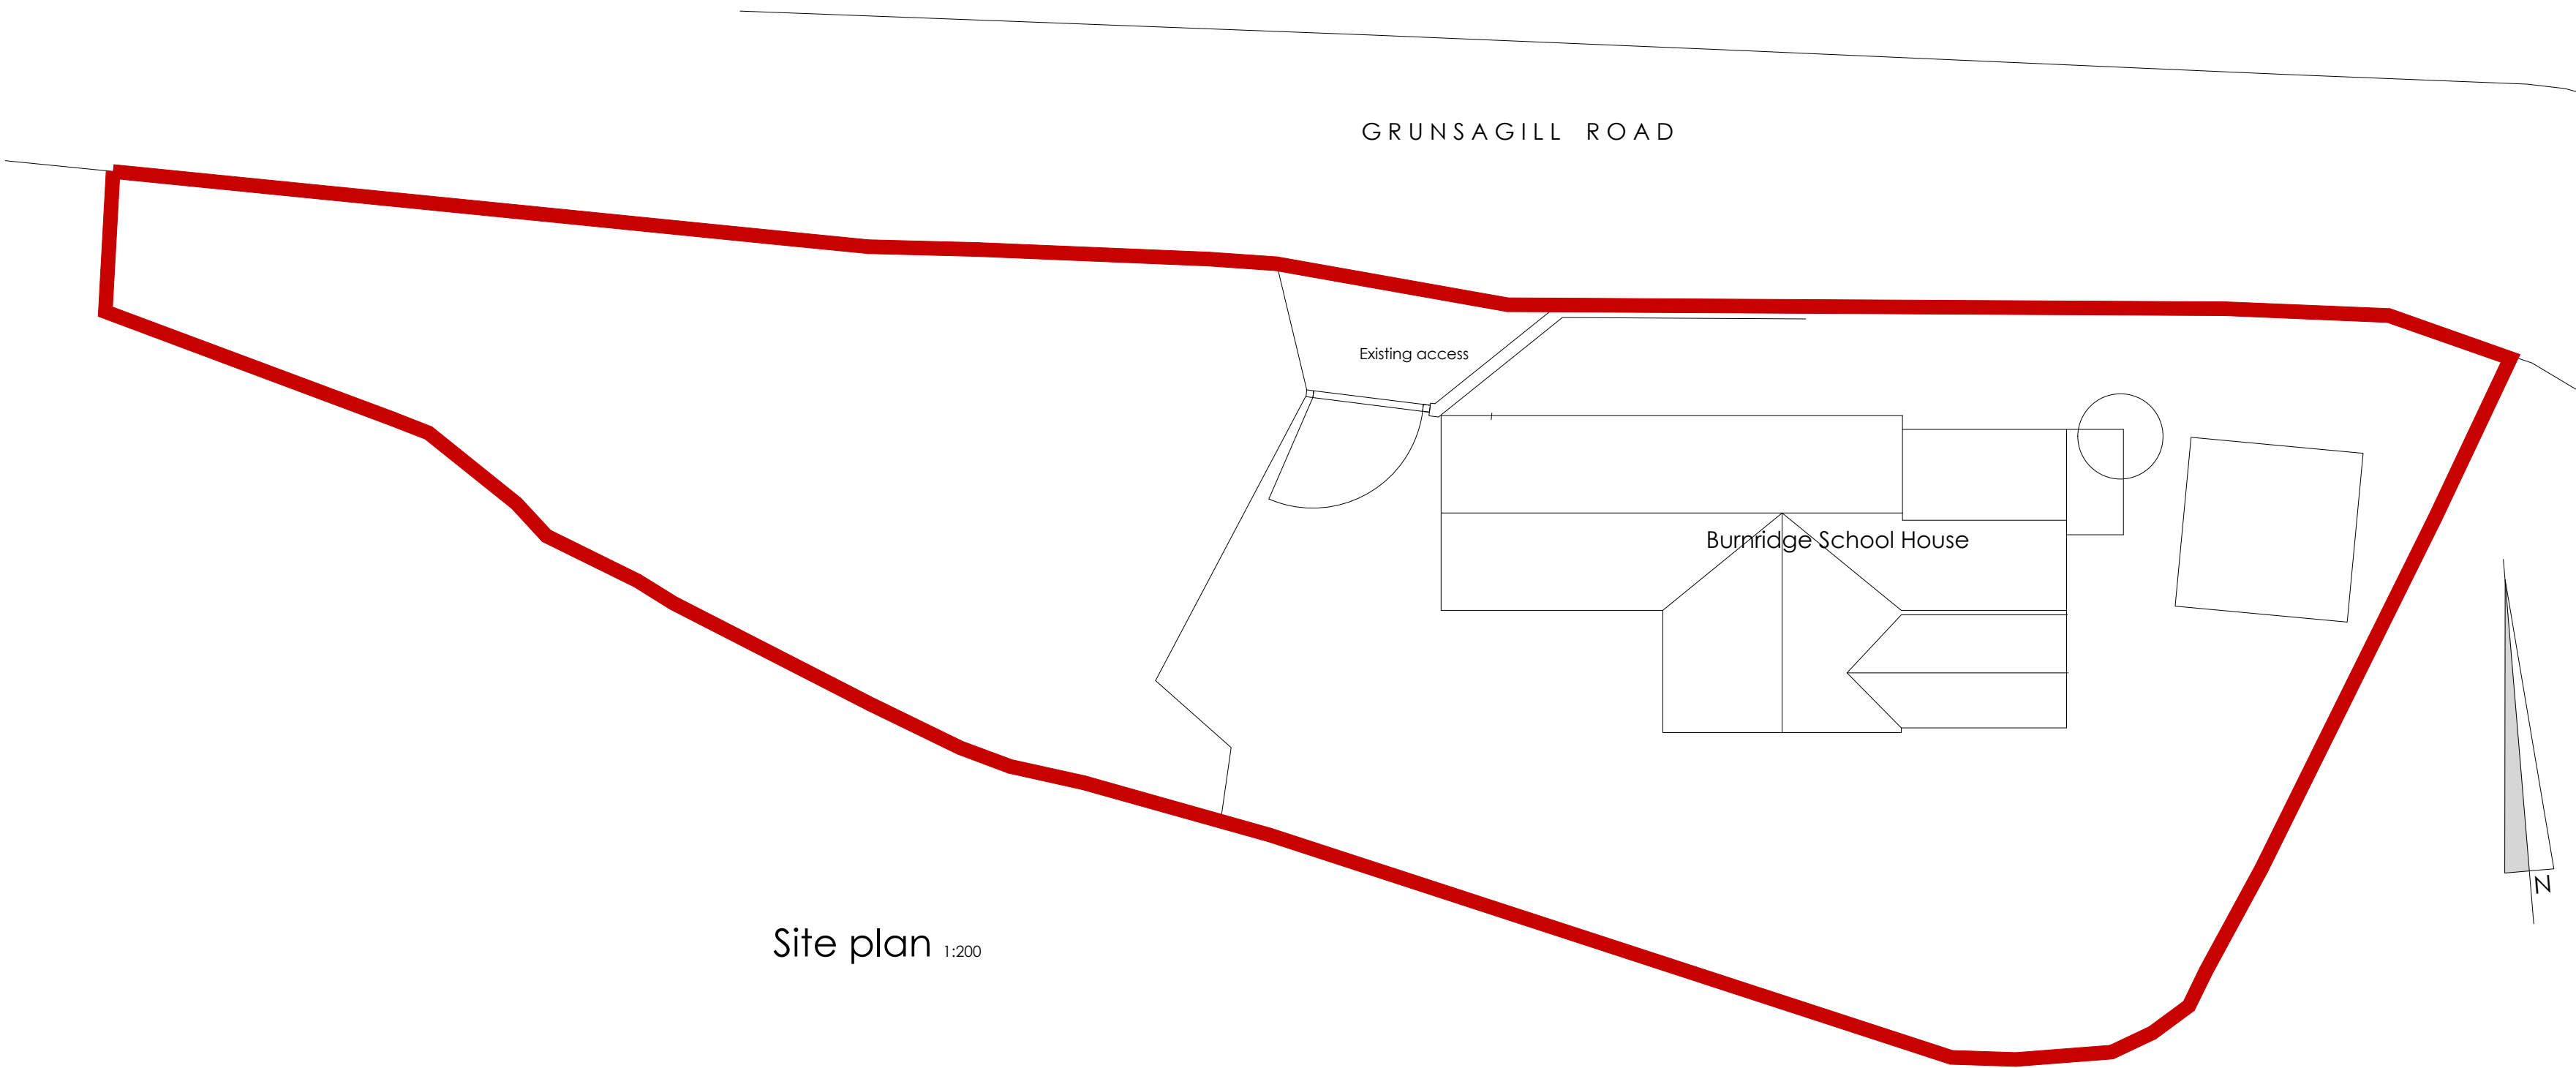 GRUNSAGILL ROAD
Existing access
Burnridge School House
Site plan 1:200
N